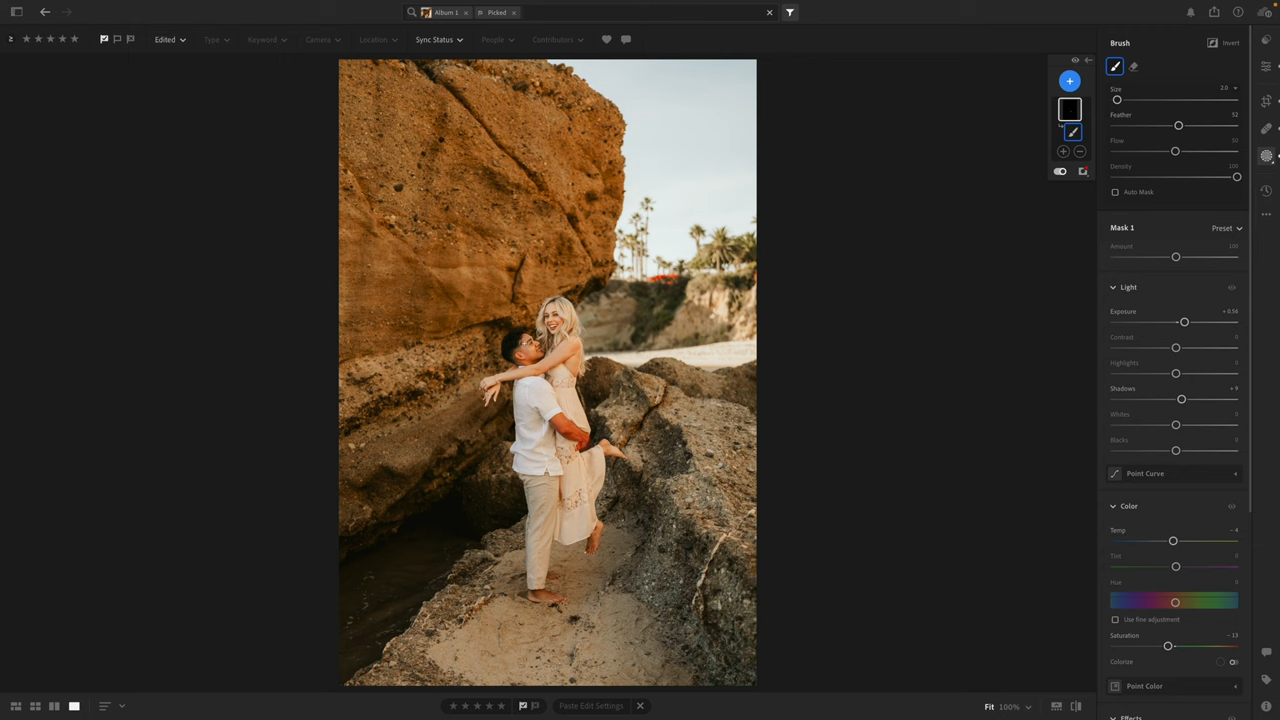 Album 1 × Picked ×
≥ Edited Type Keyword Camera Location Sync Status People Contributors
Brush Invert
Size 2.0
Feather 52
Flow 50
Density 100
Auto Mask
Mask 1 Preset
Amount 100
Light
Exposure + 0.56
Contrast 0
Highlights 0
Shadows + 9
Whites 0
Blacks 0
Point Curve
Color
Temp – 4
Tint 0
Hue 0
Use fine adjustment
Saturation – 13
Colorize
Point Color
Effects
Paste Edit Settings
Fit 100%